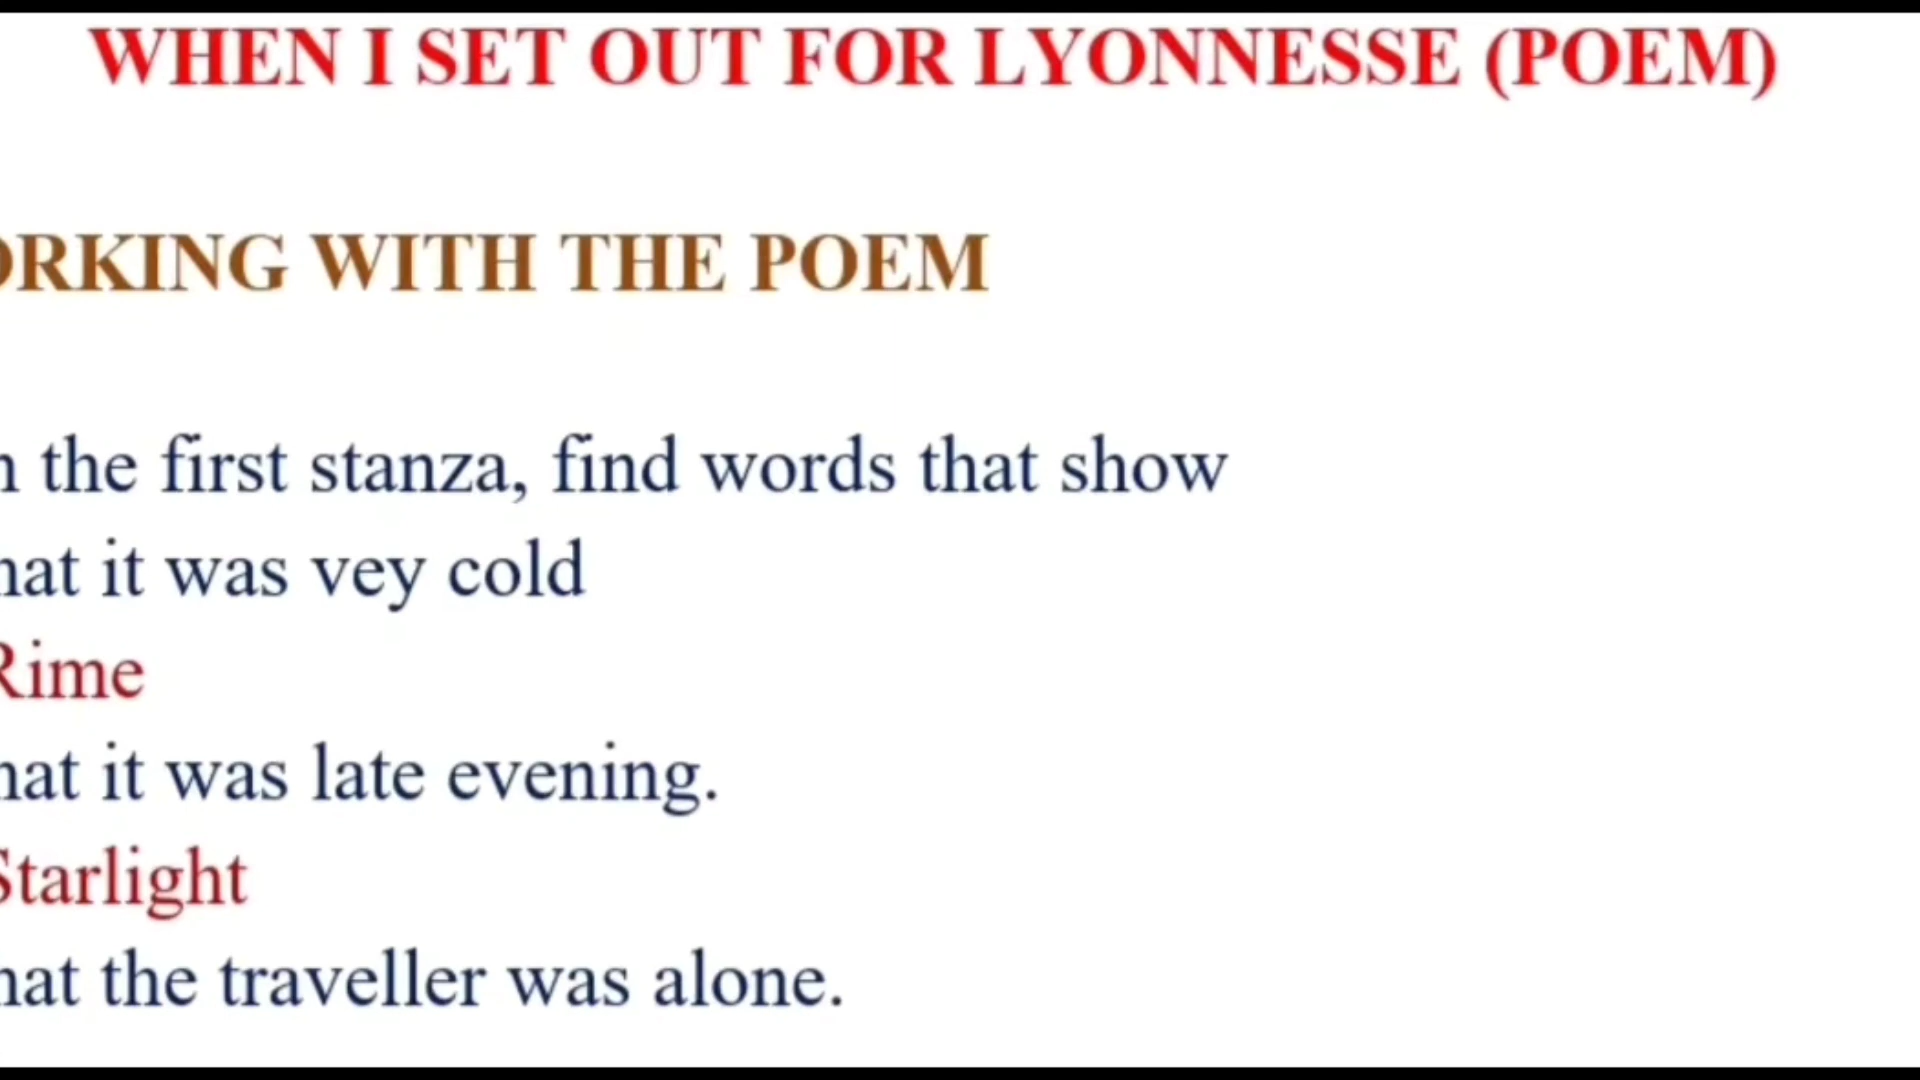 WHEN I SET OUT FOR LYONNESSE (POEM)
ORKING WITH THE POEM
n the first stanza, find words that show
hat it was vey cold
Rime
hat it was late evening.
Starlight
hat the traveller was alone.